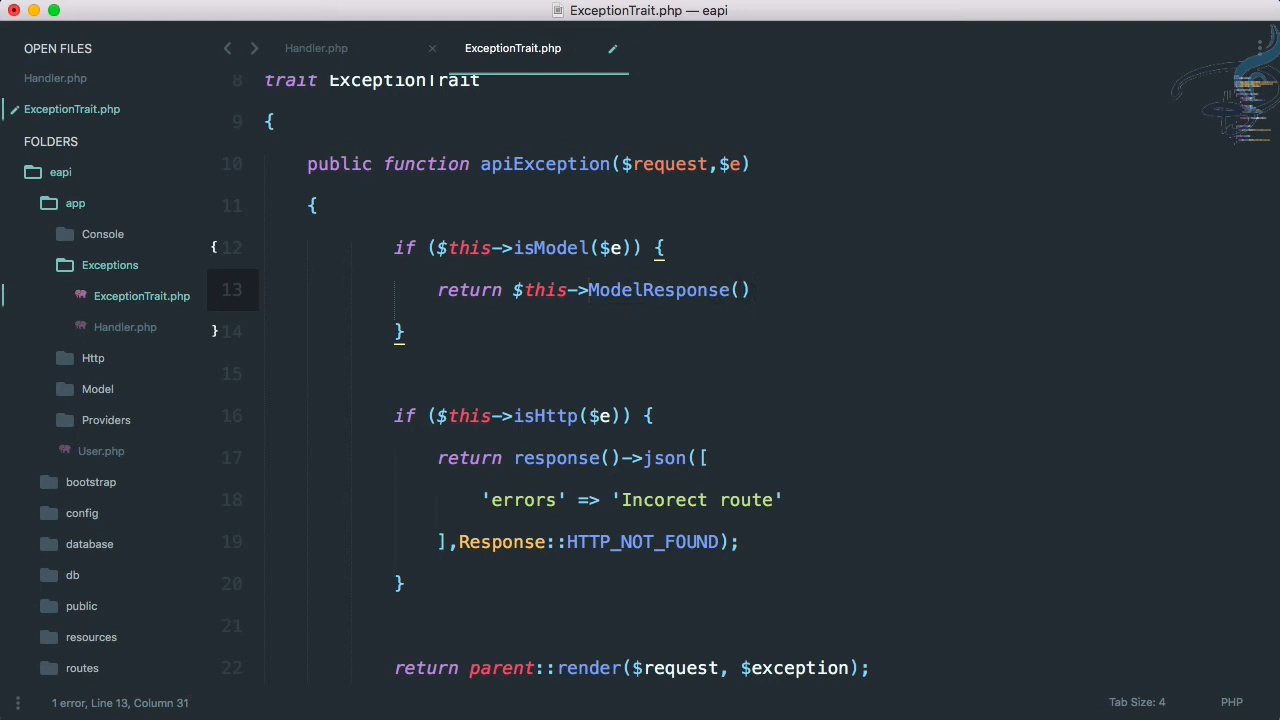 ExceptionTrait.php — eapi
OPEN FILES
Handler.php
ExceptionTrait.php
FOLDERS
eapi
app
Console
Exceptions
ExceptionTrait.php
Handler.php
Http
Model
Providers
User.php
bootstrap
config
database
db
public
resources
routes
Handler.php
ExceptionTrait.php
8 trait ExceptionTrait
9 {
10 public function apiException($request,$e)
11 {
12 if ($this->isModel($e)) {
13 return $this->ModelResponse()
14 }
15
16 if ($this->isHttp($e)) {
17 return response()->json([
18 'errors' => 'Incorect route'
19 ],Response::HTTP_NOT_FOUND);
20 }
21
22 return parent::render($request, $exception);
1 error, Line 13, Column 31
Tab Size: 4
PHP